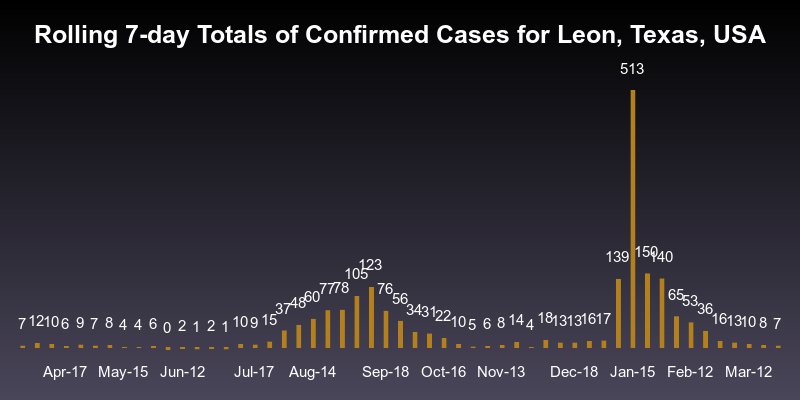 Rolling 7-day Totals of Confirmed Cases for Leon, Texas, USA
513
139 150 140
105 123
77 78 76
37 48 60 56 65 53
15 34 31 22 36
7 12 10 6 9 7 8 4 4 6 0 2 1 2 1 10 9 10 5 6 8 14 4 18 13 13 16 17 16 13 10 8 7
Apr-17 May-15 Jun-12 Jul-17 Aug-14 Sep-18 Oct-16 Nov-13 Dec-18 Jan-15 Feb-12 Mar-12